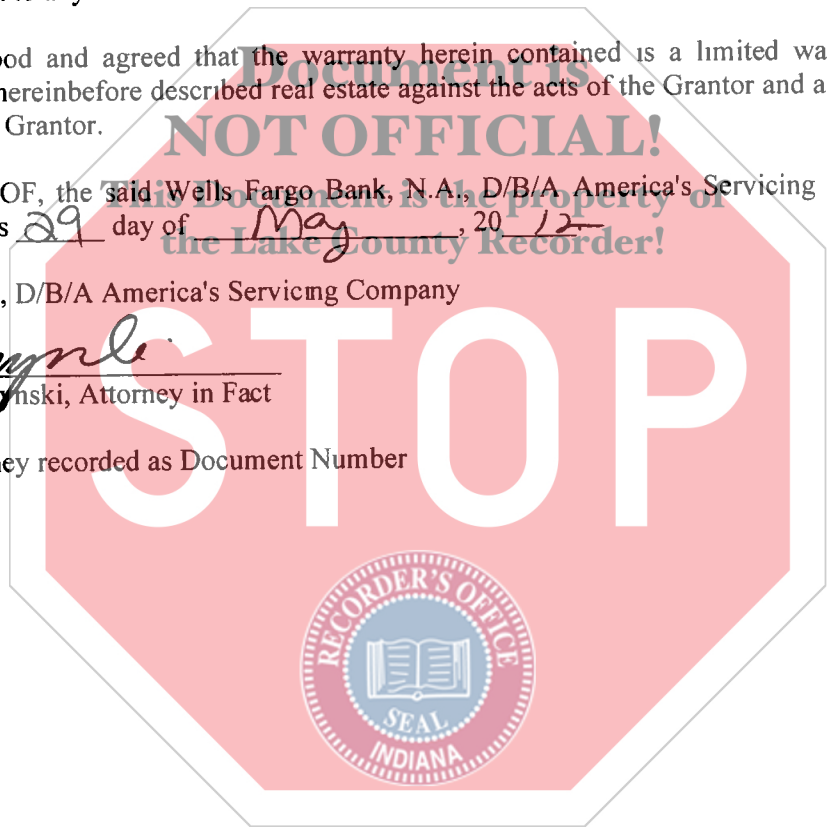 ood and agreed that the warranty herein contained is a limited wa
hereinbefore described real estate against the acts of the Grantor and a
Grantor.
OF, the said Wells Fargo Bank, N.A., D/B/A America's Servicing
s 29 day of May, 20 12
, D/B/A America's Servicing Company
nski, Attorney in Fact
ey recorded as Document Number
Document is
NOT OFFICIAL!
This Document is the property of
the Lake County Recorder!
STOP
RECORDER'S OFFICE
SEAL
INDIANA